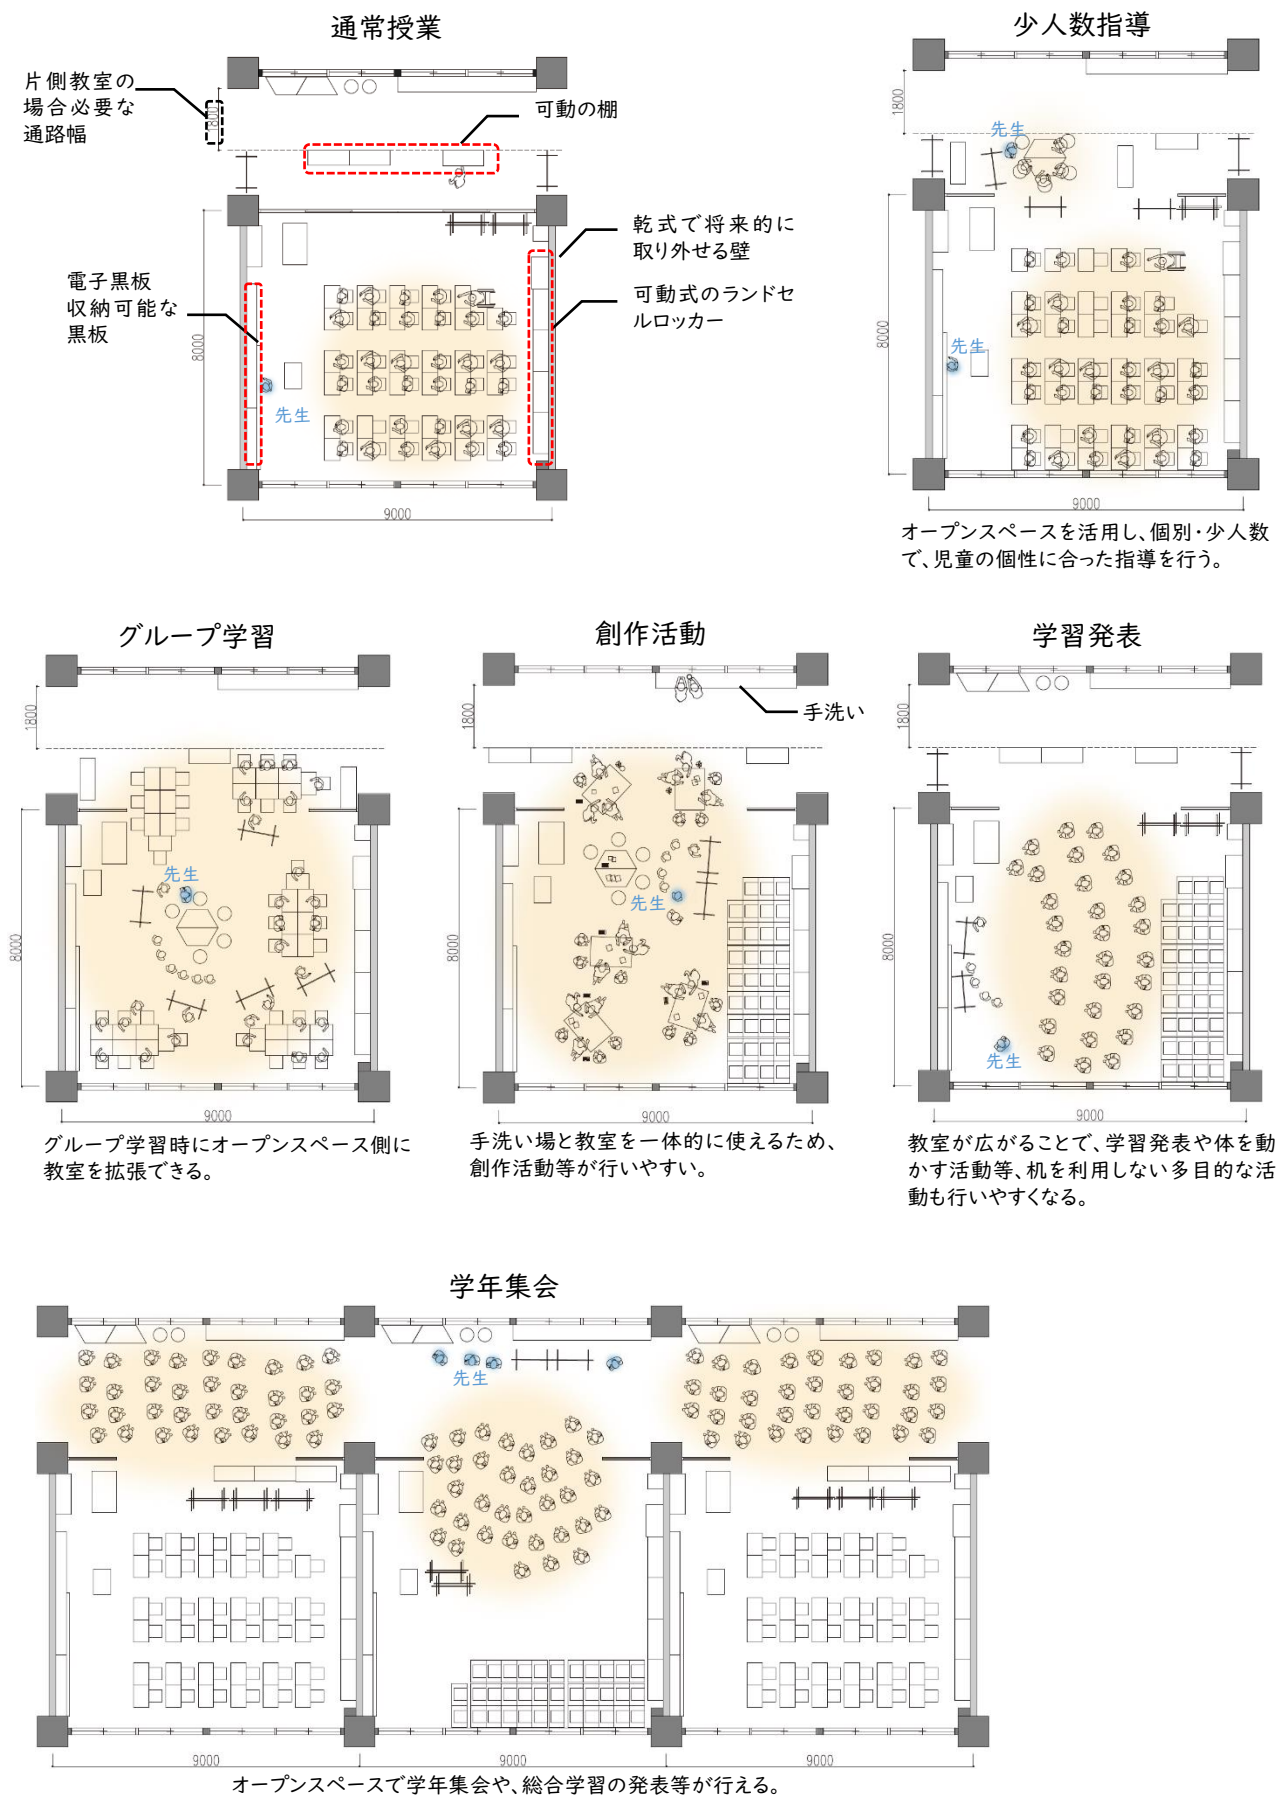 通常授業
片側教室の
場合必要な
通路幅
1800
可動の棚
乾式で将来的に
取り外せる壁
電子黒板
収納可能な
黒板
可動式のランドセ
ルロッカー
8000
先生
9000
少人数指導
1800
先生
8000
先生
9000
オープンスペースを活用し、個別・少人数
で、児童の個性に合った指導を行う。
グループ学習
1800
8000
先生
9000
グループ学習時にオープンスペース側に
教室を拡張できる。
創作活動
手洗い
1800
8000
先生
9000
手洗い場と教室を一体的に使えるため、
創作活動等が行いやすい。
学習発表
1800
8000
先生
9000
教室が広がることで、学習発表や体を動
かす活動等、机を利用しない多目的な活
動も行いやすくなる。
学年集会
先生
9000
9000
9000
オープンスペースで学年集会や、総合学習の発表等が行える。